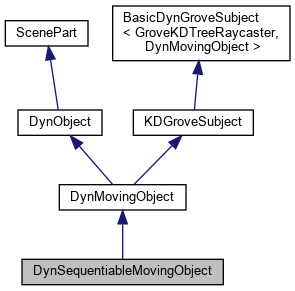 BasicDynGroveSubject
< GroveKDTreeRaycaster,
DynMovingObject >
ScenePart
DynObject
KDGroveSubject
DynMovingObject
DynSequentiableMovingObject